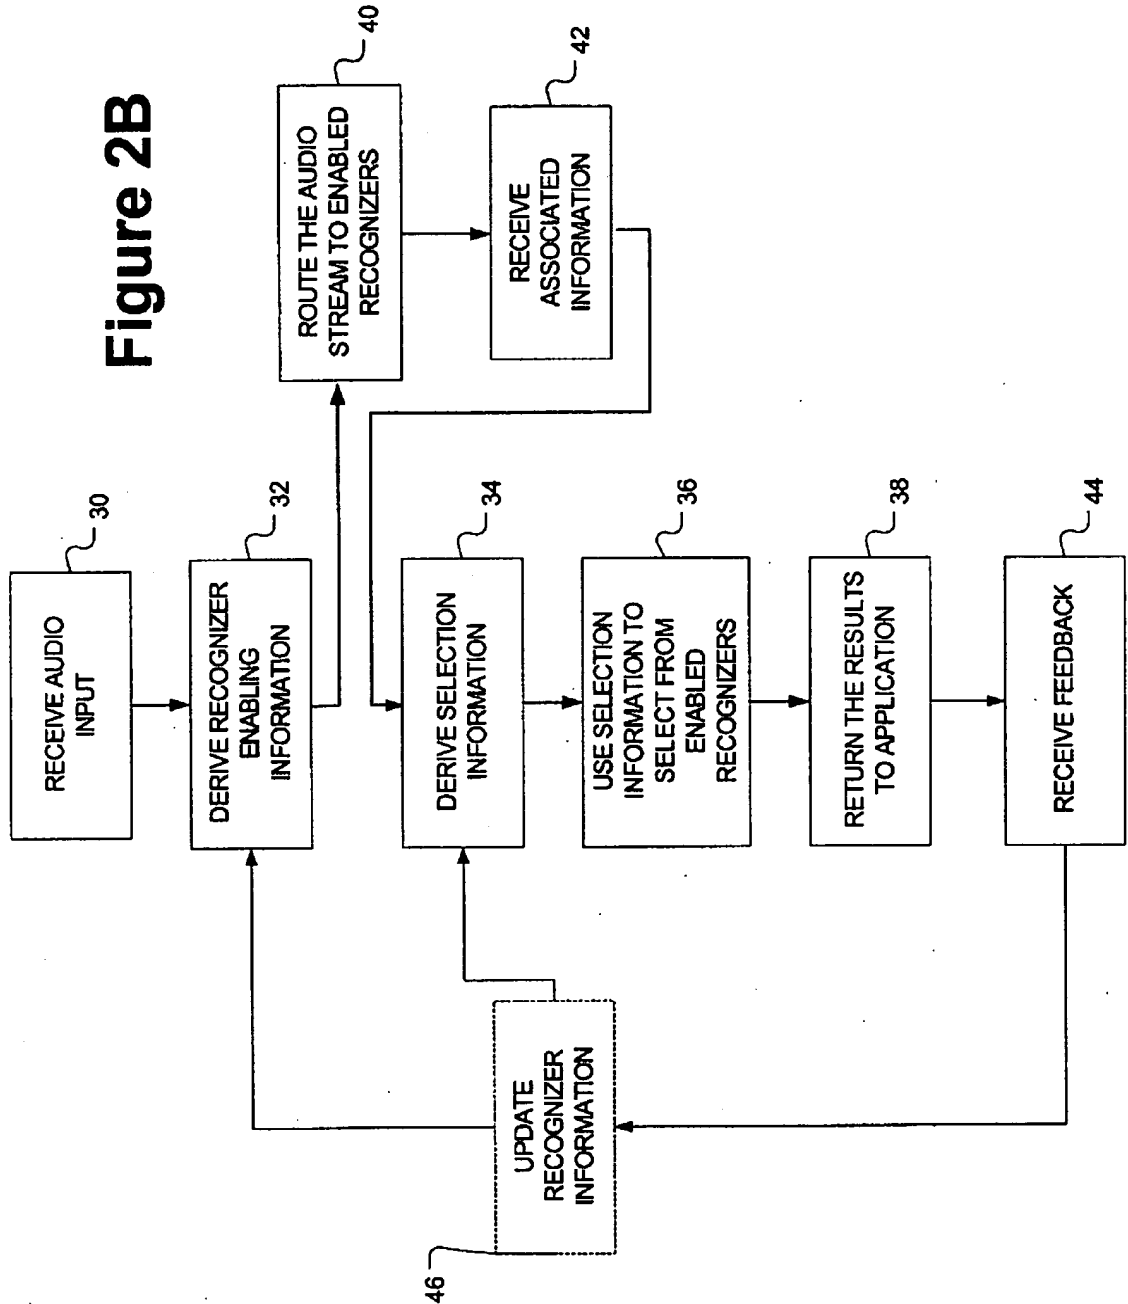 Figure 2B
RECEIVE AUDIO
INPUT
30
DERIVE RECOGNIZER
ENABLING
INFORMATION
32
ROUTE THE AUDIO
STREAM TO ENABLED
RECOGNIZERS
40
RECEIVE
ASSOCIATED
INFORMATION
42
DERIVE SELECTION
INFORMATION
34
USE SELECTION
INFORMATION TO
SELECT FROM
ENABLED
RECOGNIZERS
36
RETURN THE RESULTS
TO APPLICATION
38
RECEIVE FEEDBACK
44
UPDATE
RECOGNIZER
INFORMATION
46